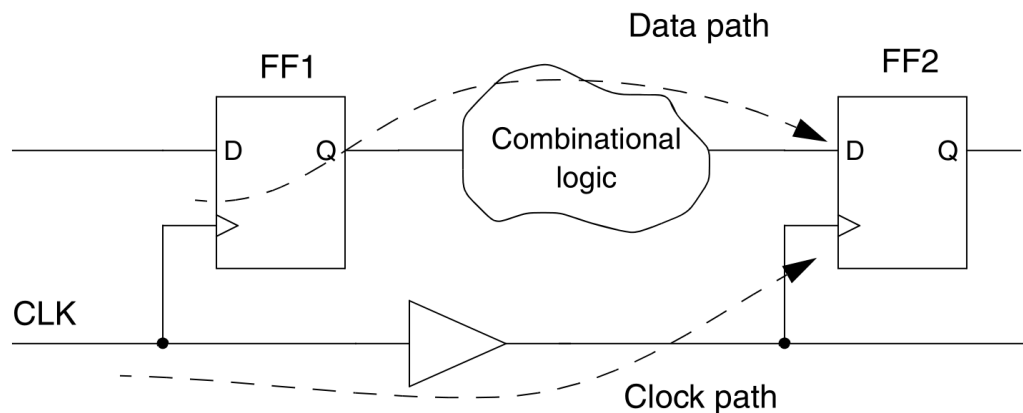 Data path
FF1
FF2
D
Q
Combinational
logic
D
Q
CLK
Clock path